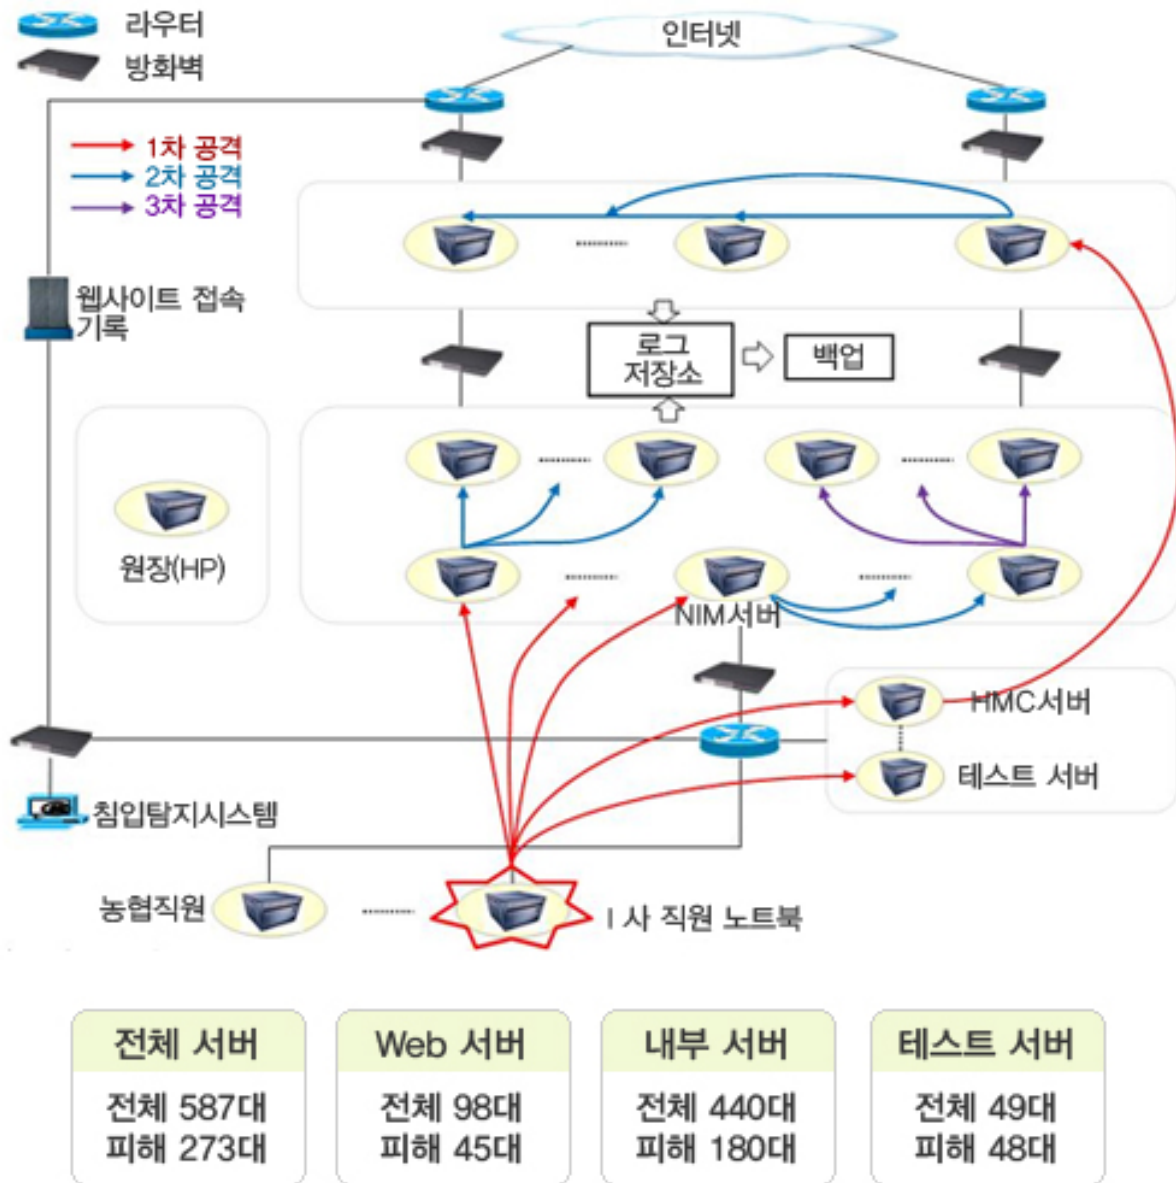 라우터
방화벽
인터넷
1차 공격
2차 공격
3차 공격
웹사이트 접속
기록
로그
저장소
백업
원장(HP)
NIM서버
HMC서버
테스트 서버
침입탐지시스템
농협직원
I 사 직원 노트북
전체 서버
전체 587대
피해 273대
Web 서버
전체 98대
피해 45대
내부 서버
전체 440대
피해 180대
테스트 서버
전체 49대
피해 48대